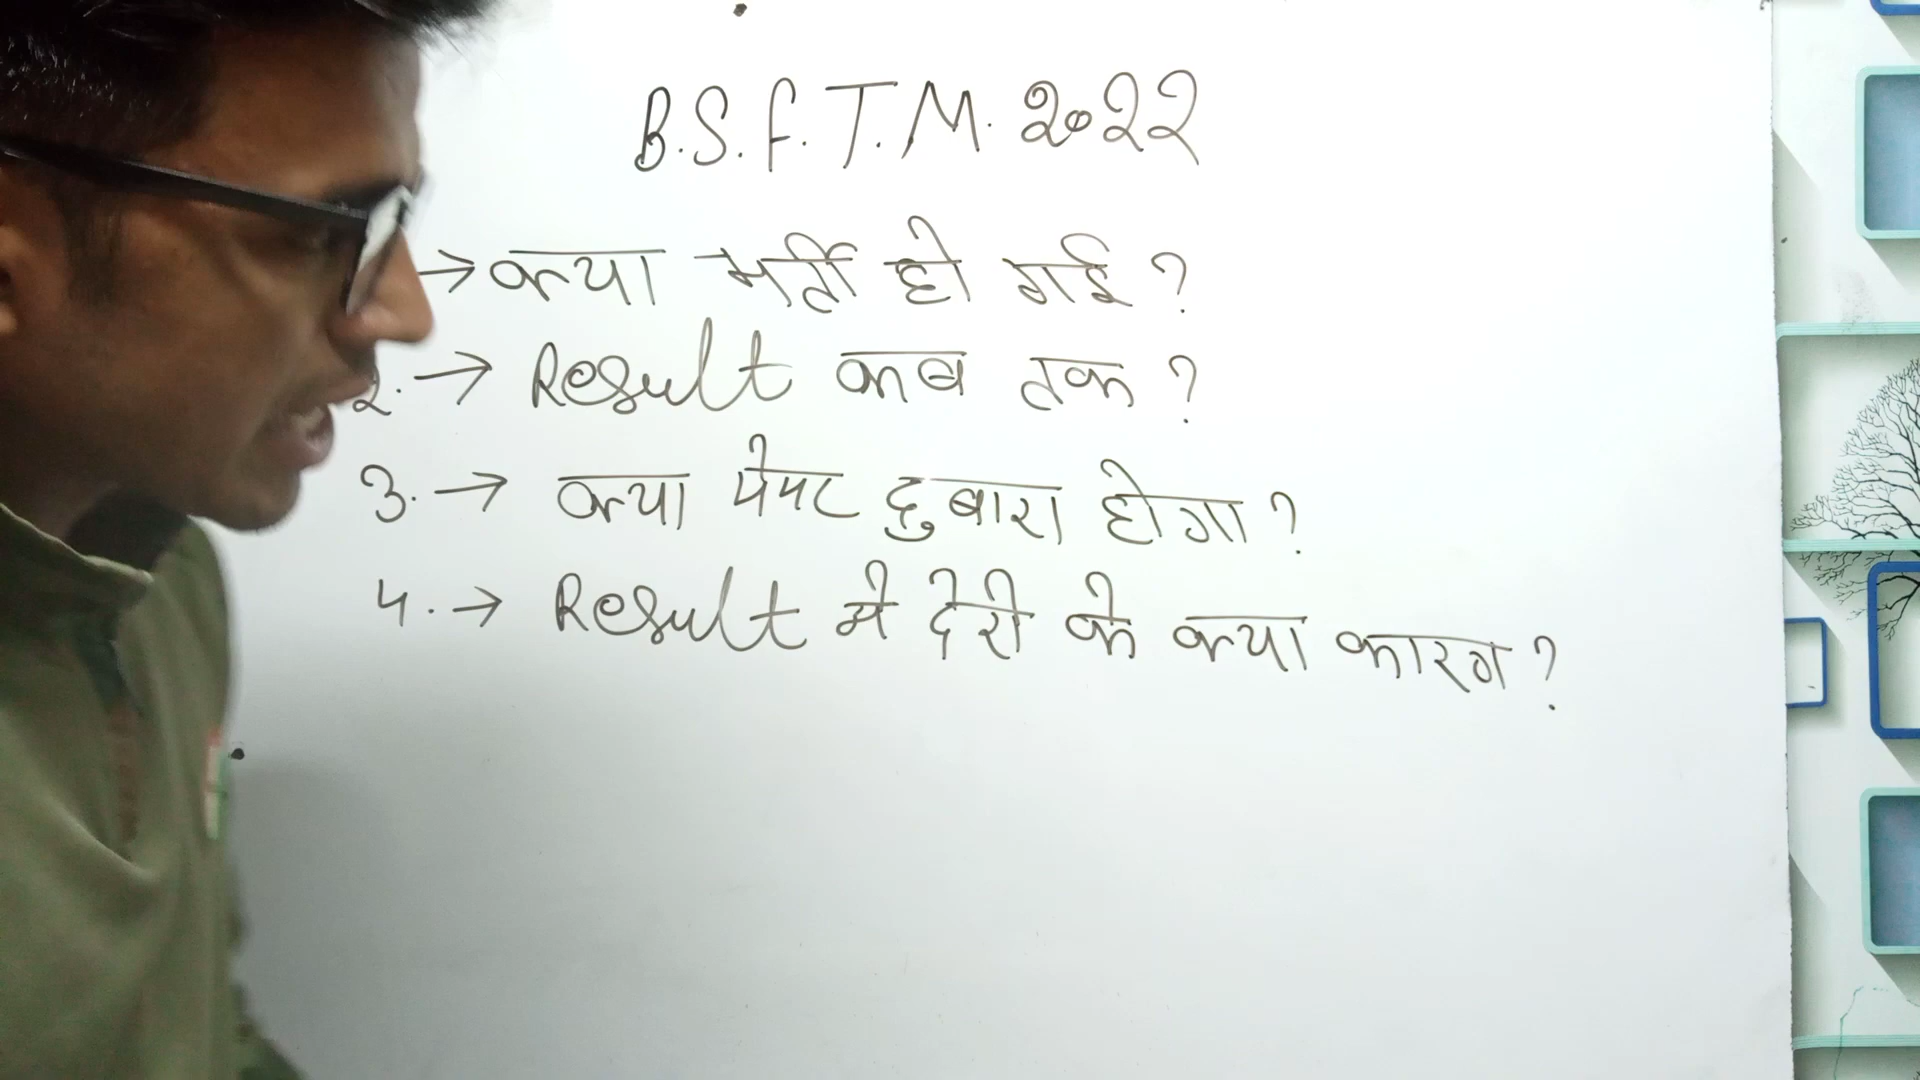 B.S.F.T.M. 2022
→ क्या भर्ती हो गई ?
2. → Result कब तक ?
3. → क्या पेपर दुबारा होगा ?
4. → Result मे देरी के क्या कारण ?